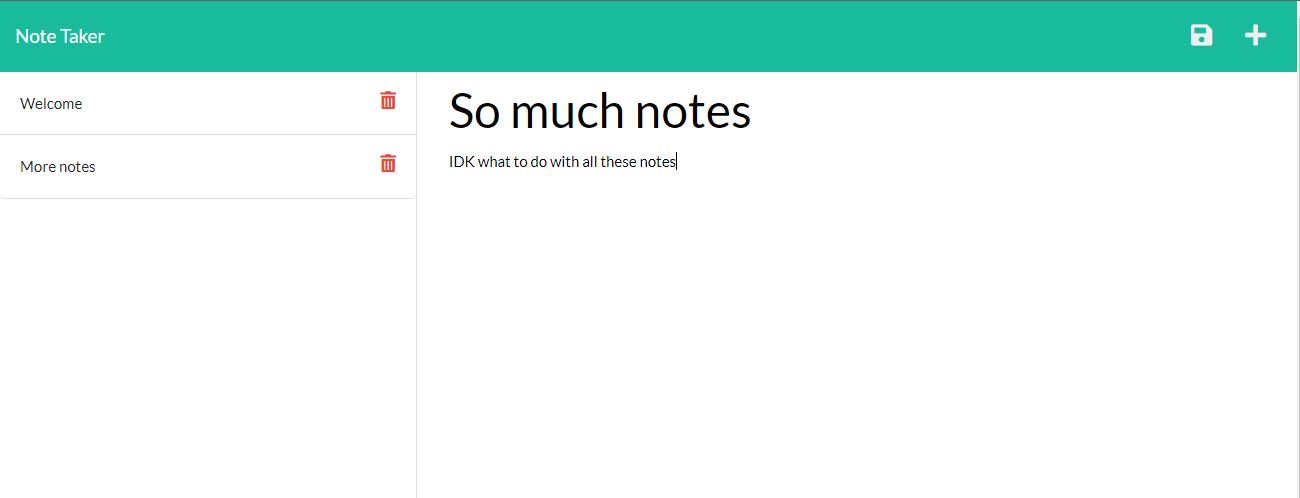 Note Taker
Welcome
More notes
So much notes
IDK what to do with all these notes